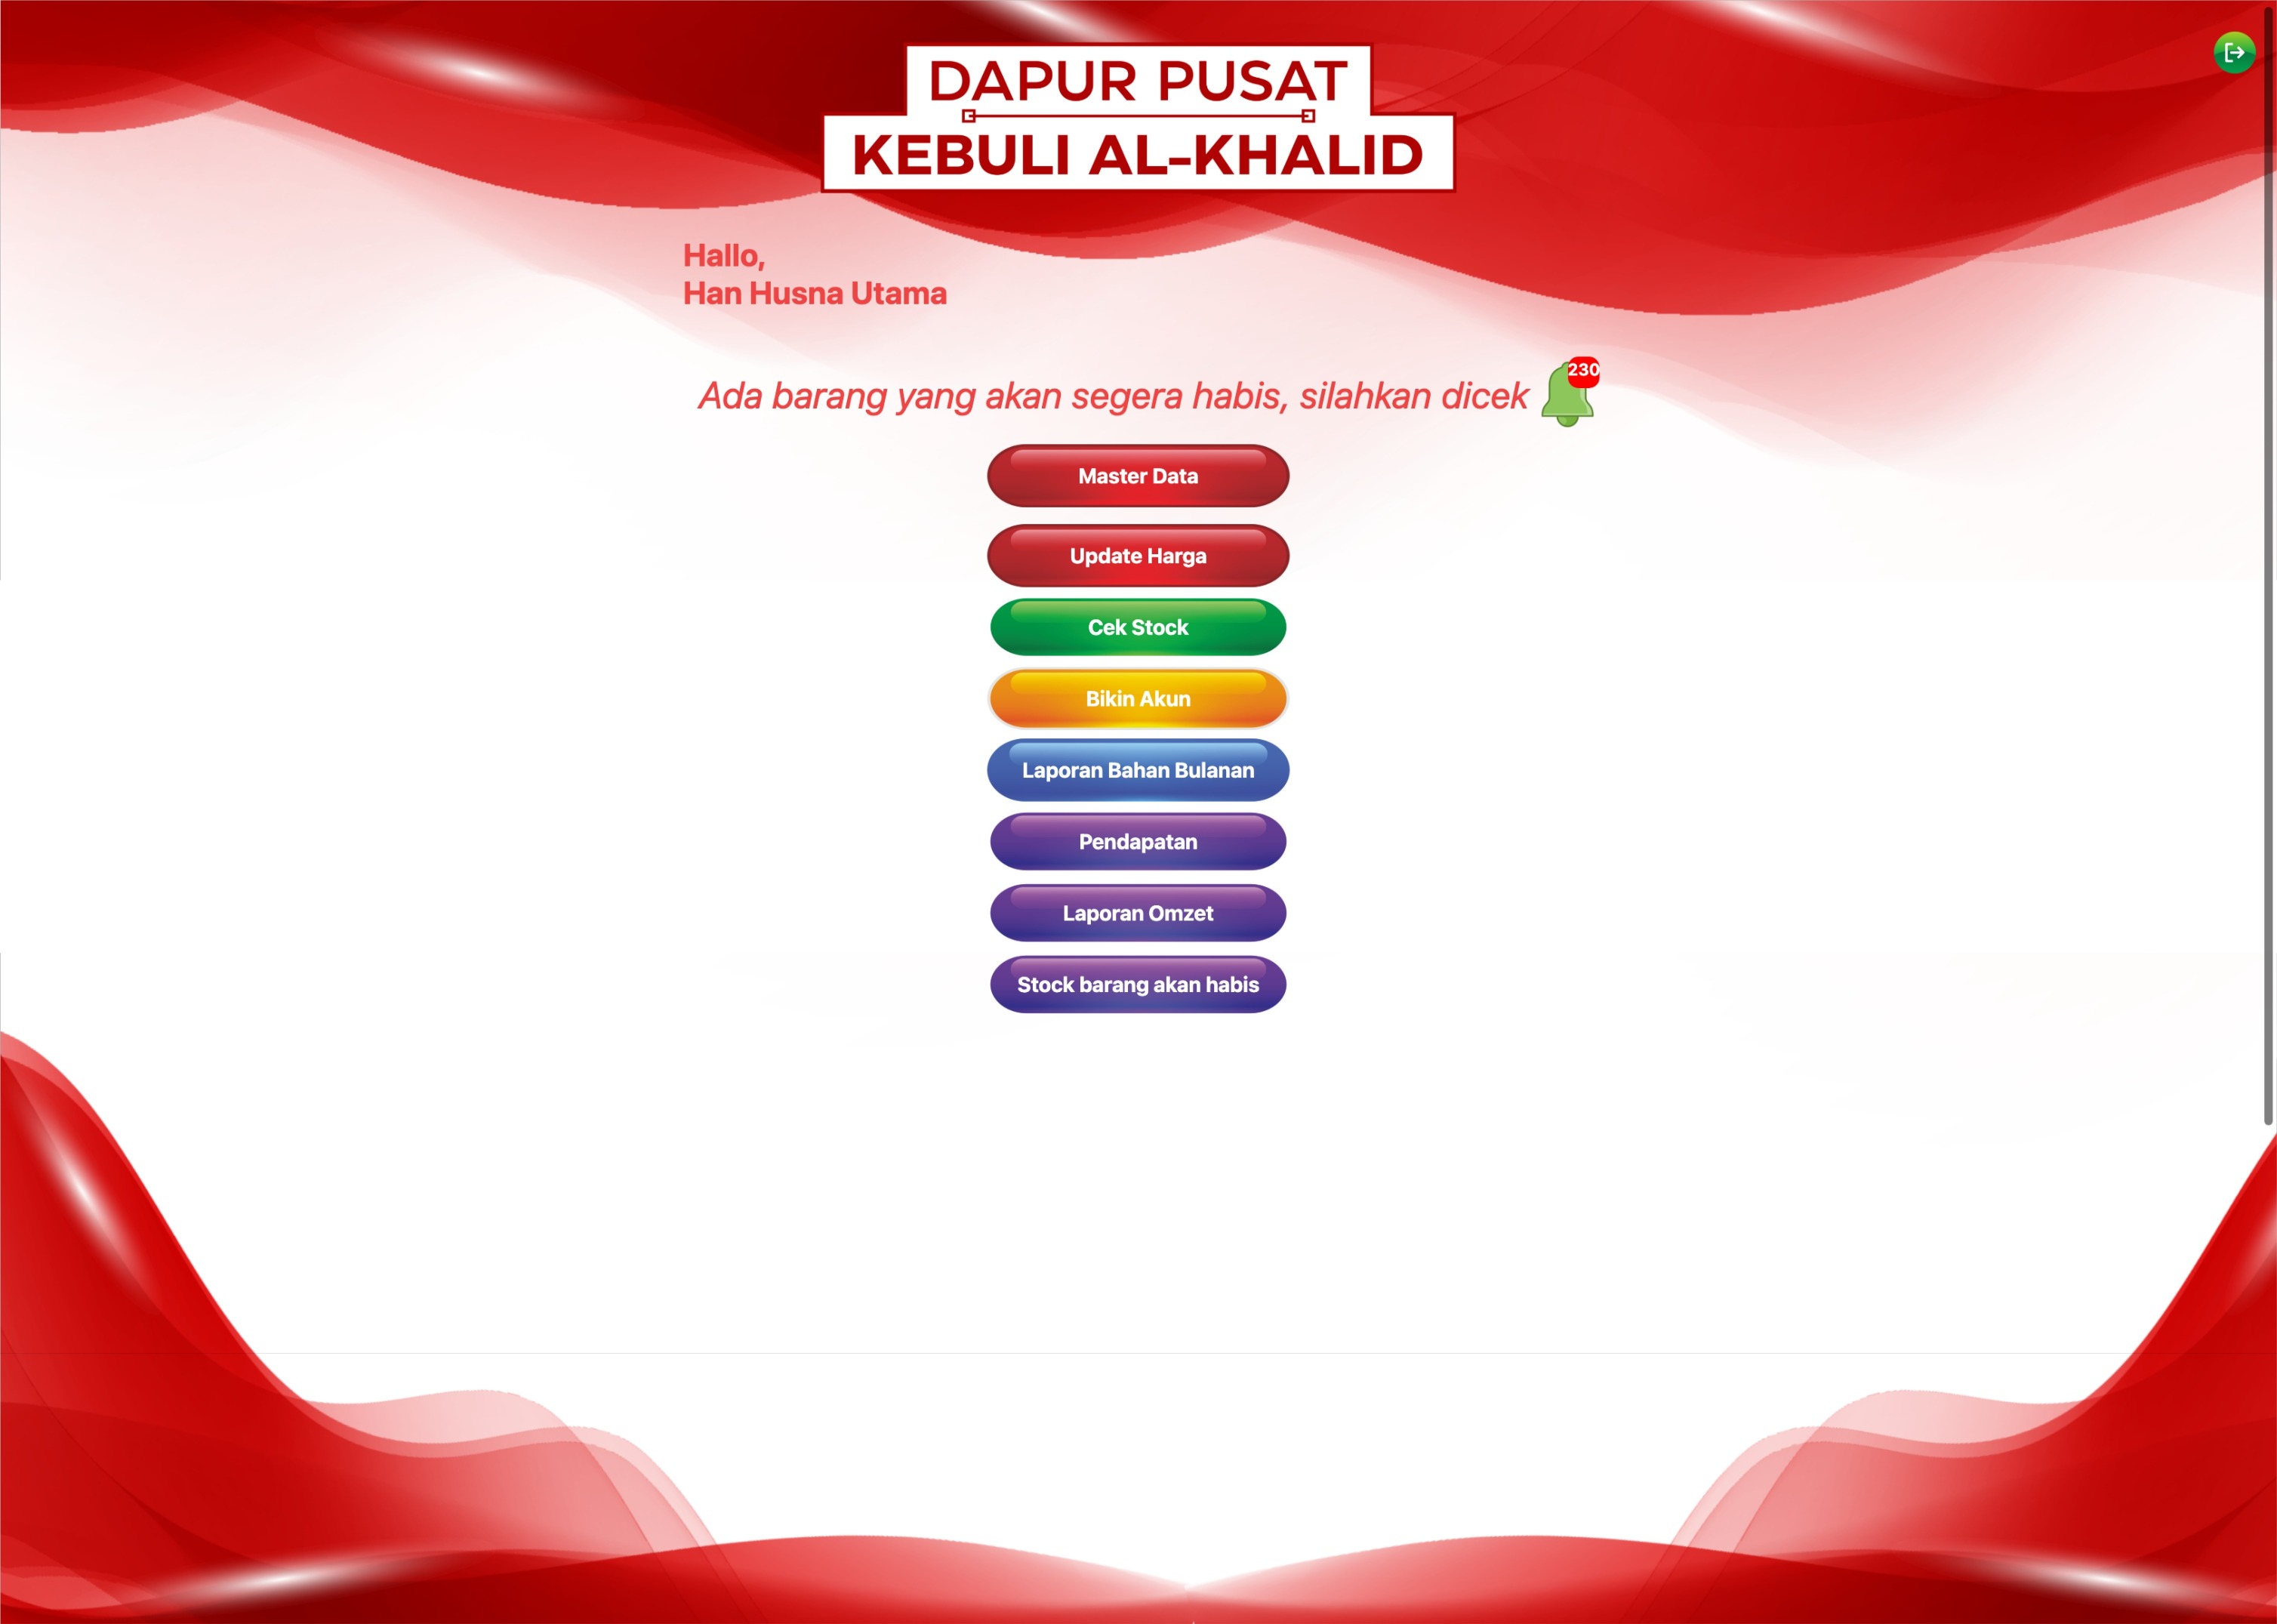 DAPUR PUSAT
KEBULI AL-KHALID
Hallo,
Han Husna Utama
Ada barang yang akan segera habis, silahkan dicek
230
Master Data
Update Harga
Cek Stock
Bikin Akun
Laporan Bahan Bulanan
Pendapatan
Laporan Omzet
Stock barang akan habis